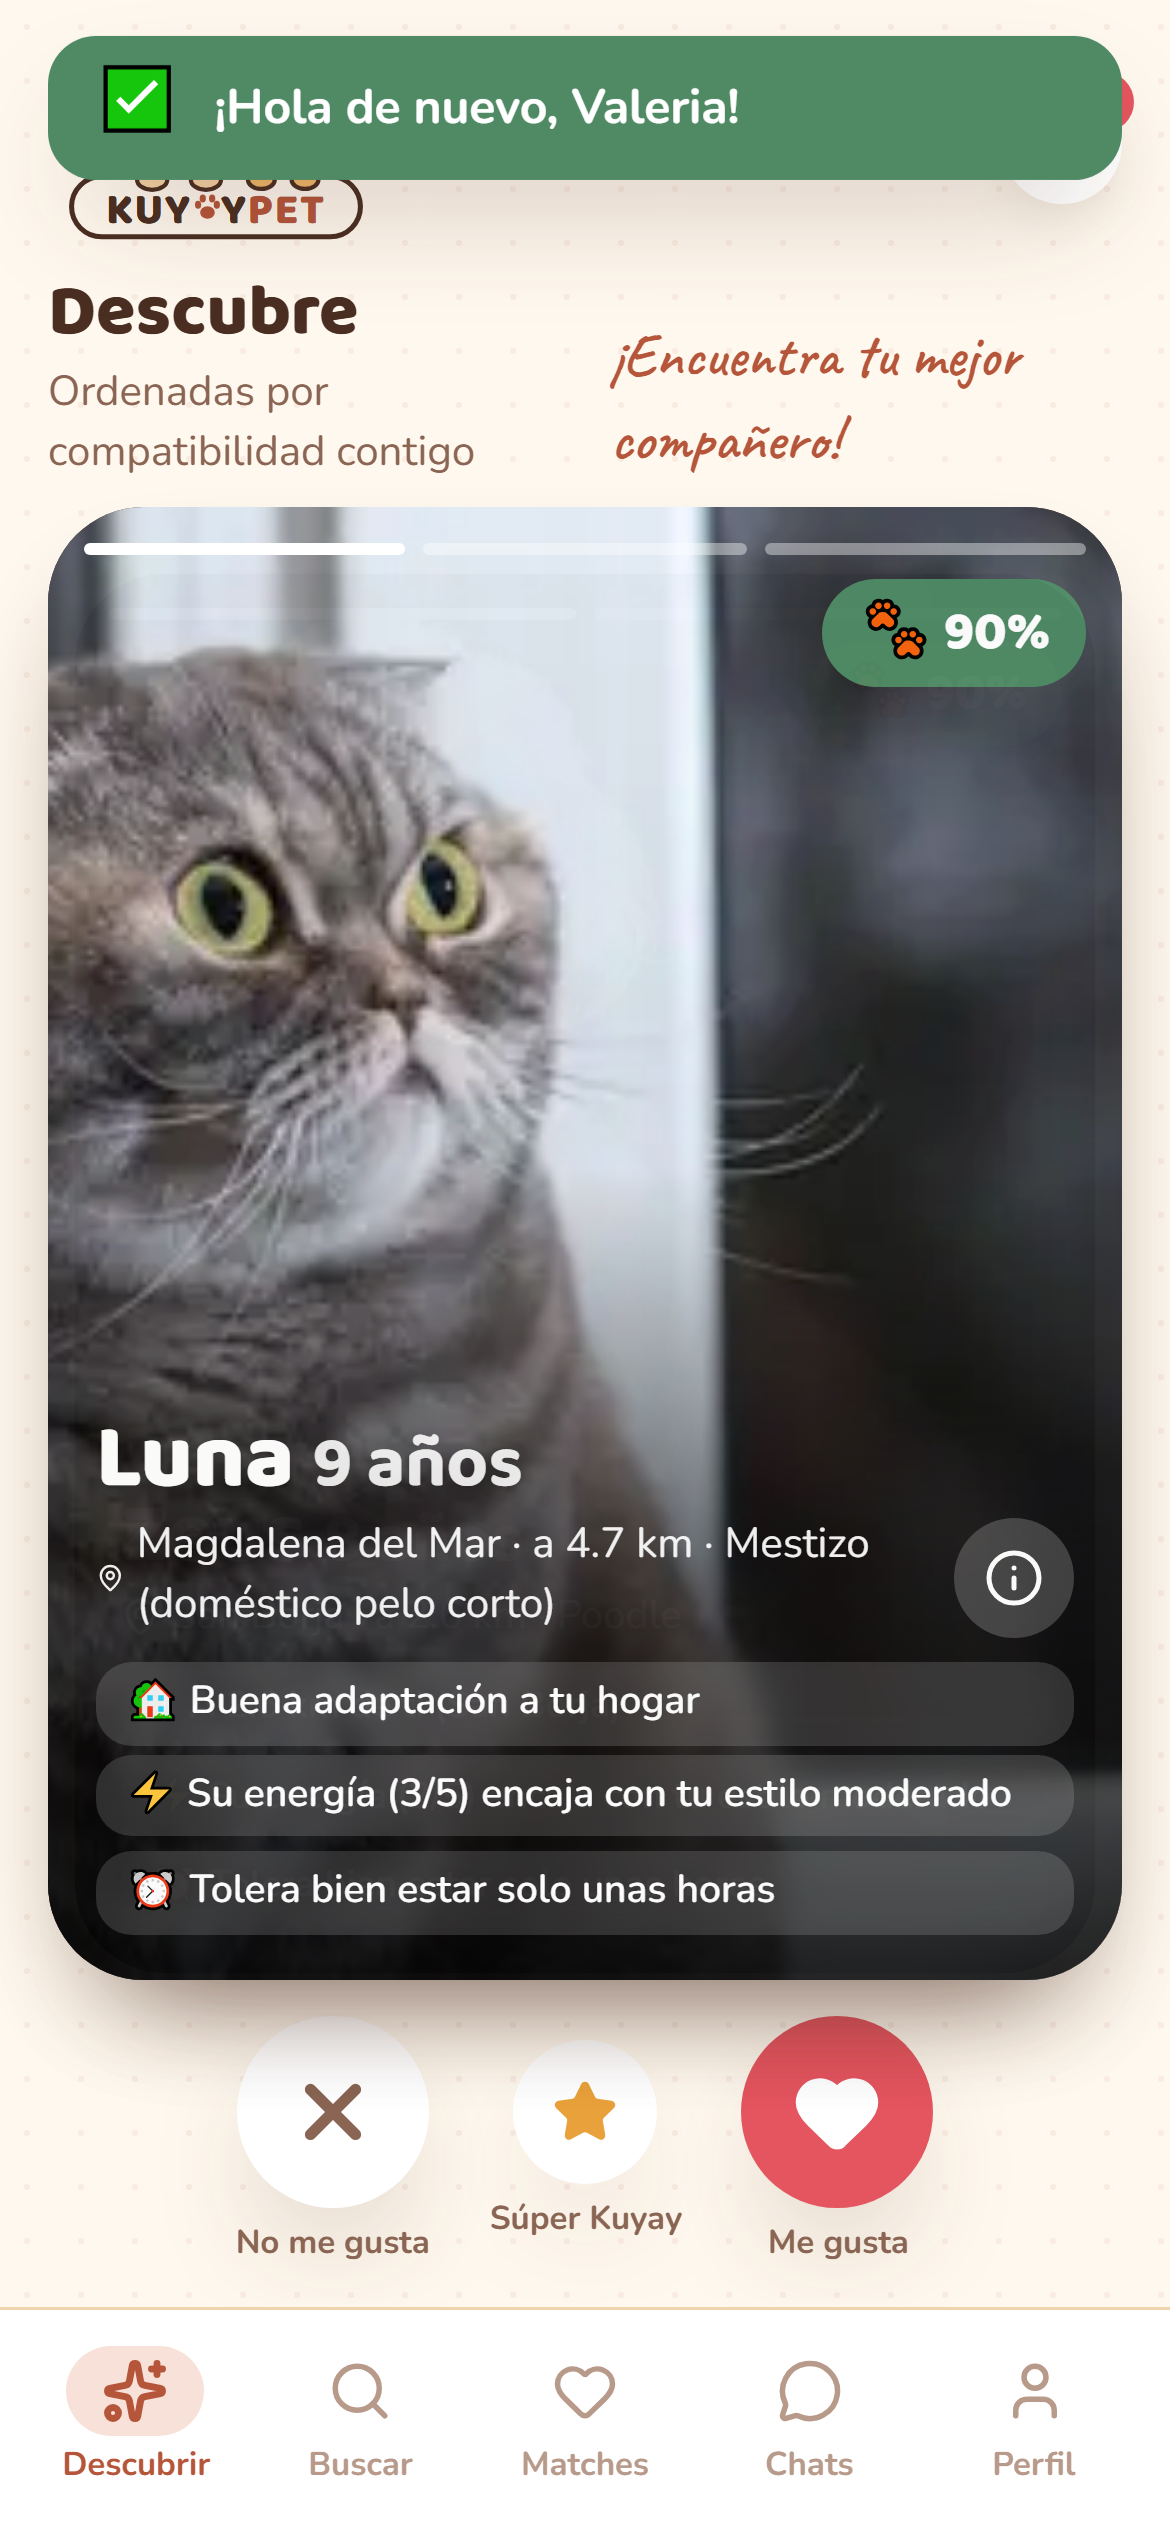 ¡Hola de nuevo, Valeria!
KUYAYPET
Descubre
Ordenadas por
compatibilidad contigo
¡Encuentra tu mejor
compañero!
90%
90%
Luna 9 años
Magdalena del Mar · a 4.7 km · Mestizo
(doméstico pelo corto)
Poodle
Buena adaptación a tu hogar
Su energía (3/5) encaja con tu estilo moderado
Tolera bien estar solo unas horas
No me gusta
Súper Kuyay
Me gusta
Descubrir
Buscar
Matches
Chats
Perfil